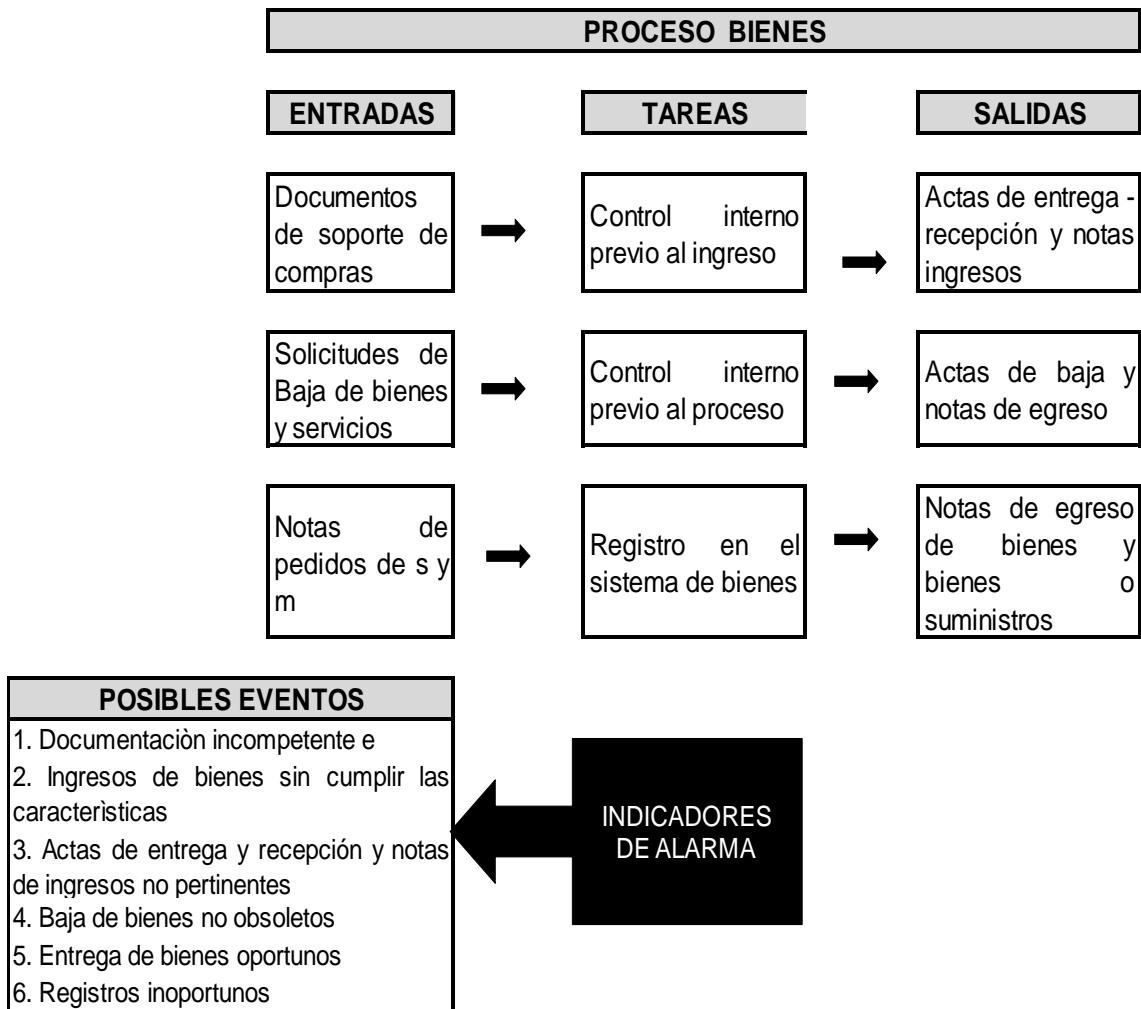 PROCESO BIENES
ENTRADAS
TAREAS
SALIDAS
Documentos
de soporte de
compras
Control interno
previo al ingreso
Actas de entrega -
recepción y notas
ingresos
Solicitudes de
Baja de bienes
y servicios
Control interno
previo al proceso
Actas de baja y
notas de egreso
Notas de
pedidos de s y
m
Registro en el
sistema de bienes
Notas de egreso
de bienes y
bienes o
suministros
POSIBLES EVENTOS
1. Documentaciòn incompetente e
2. Ingresos de bienes sin cumplir las
caracterìsticas
3. Actas de entrega y recepción y notas
de ingresos no pertinentes
4. Baja de bienes no obsoletos
5. Entrega de bienes oportunos
6. Registros inoportunos
INDICADORES
DE ALARMA